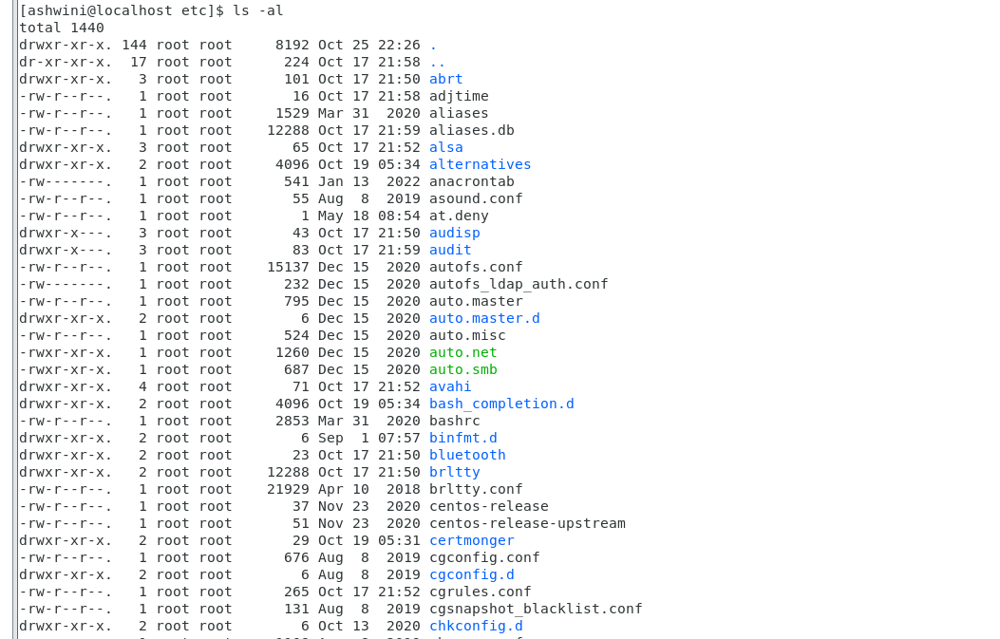 [ashwini@localhost etc]$ ls -al
total 1440
drwxr-xr-x. 144 root root     8192 Oct 25 22:26 .
dr-xr-xr-x.  17 root root      224 Oct 17 21:58 ..
drwxr-xr-x.   3 root root      101 Oct 17 21:50 abrt
-rw-r--r--.   1 root root       16 Oct 17 21:58 adjtime
-rw-r--r--.   1 root root     1529 Mar 31  2020 aliases
-rw-r--r--.   1 root root    12288 Oct 17 21:59 aliases.db
drwxr-xr-x.   3 root root       65 Oct 17 21:52 alsa
drwxr-xr-x.   2 root root     4096 Oct 19 05:34 alternatives
-rw-------.   1 root root      541 Jan 13  2022 anacrontab
-rw-r--r--.   1 root root       55 Aug  8  2019 asound.conf
-rw-r--r--.   1 root root        1 May 18 08:54 at.deny
drwxr-x---.   3 root root       43 Oct 17 21:50 audisp
drwxr-x---.   3 root root       83 Oct 17 21:59 audit
-rw-r--r--.   1 root root    15137 Dec 15  2020 autofs.conf
-rw-------.   1 root root      232 Dec 15  2020 autofs_ldap_auth.conf
-rw-r--r--.   1 root root      795 Dec 15  2020 auto.master
drwxr-xr-x.   2 root root        6 Dec 15  2020 auto.master.d
-rw-r--r--.   1 root root      524 Dec 15  2020 auto.misc
-rwxr-xr-x.   1 root root     1260 Dec 15  2020 auto.net
-rwxr-xr-x.   1 root root      687 Dec 15  2020 auto.smb
drwxr-xr-x.   4 root root       71 Oct 17 21:52 avahi
drwxr-xr-x.   2 root root     4096 Oct 19 05:34 bash_completion.d
-rw-r--r--.   1 root root     2853 Mar 31  2020 bashrc
drwxr-xr-x.   2 root root        6 Sep  1 07:57 binfmt.d
drwxr-xr-x.   2 root root       23 Oct 17 21:50 bluetooth
drwxr-xr-x.   2 root root    12288 Oct 17 21:50 brltty
-rw-r--r--.   1 root root    21929 Apr 10  2018 brltty.conf
-rw-r--r--.   1 root root       37 Nov 23  2020 centos-release
-rw-r--r--.   1 root root       51 Nov 23  2020 centos-release-upstream
drwxr-xr-x.   2 root root       29 Oct 19 05:31 certmonger
-rw-r--r--.   1 root root      676 Aug  8  2019 cgconfig.conf
drwxr-xr-x.   2 root root        6 Aug  8  2019 cgconfig.d
-rw-r--r--.   1 root root      265 Oct 17 21:52 cgrules.conf
-rw-r--r--.   1 root root      131 Aug  8  2019 cgsnapshot_blacklist.conf
drwxr-xr-x.   2 root root        6 Oct 13  2020 chkconfig.d